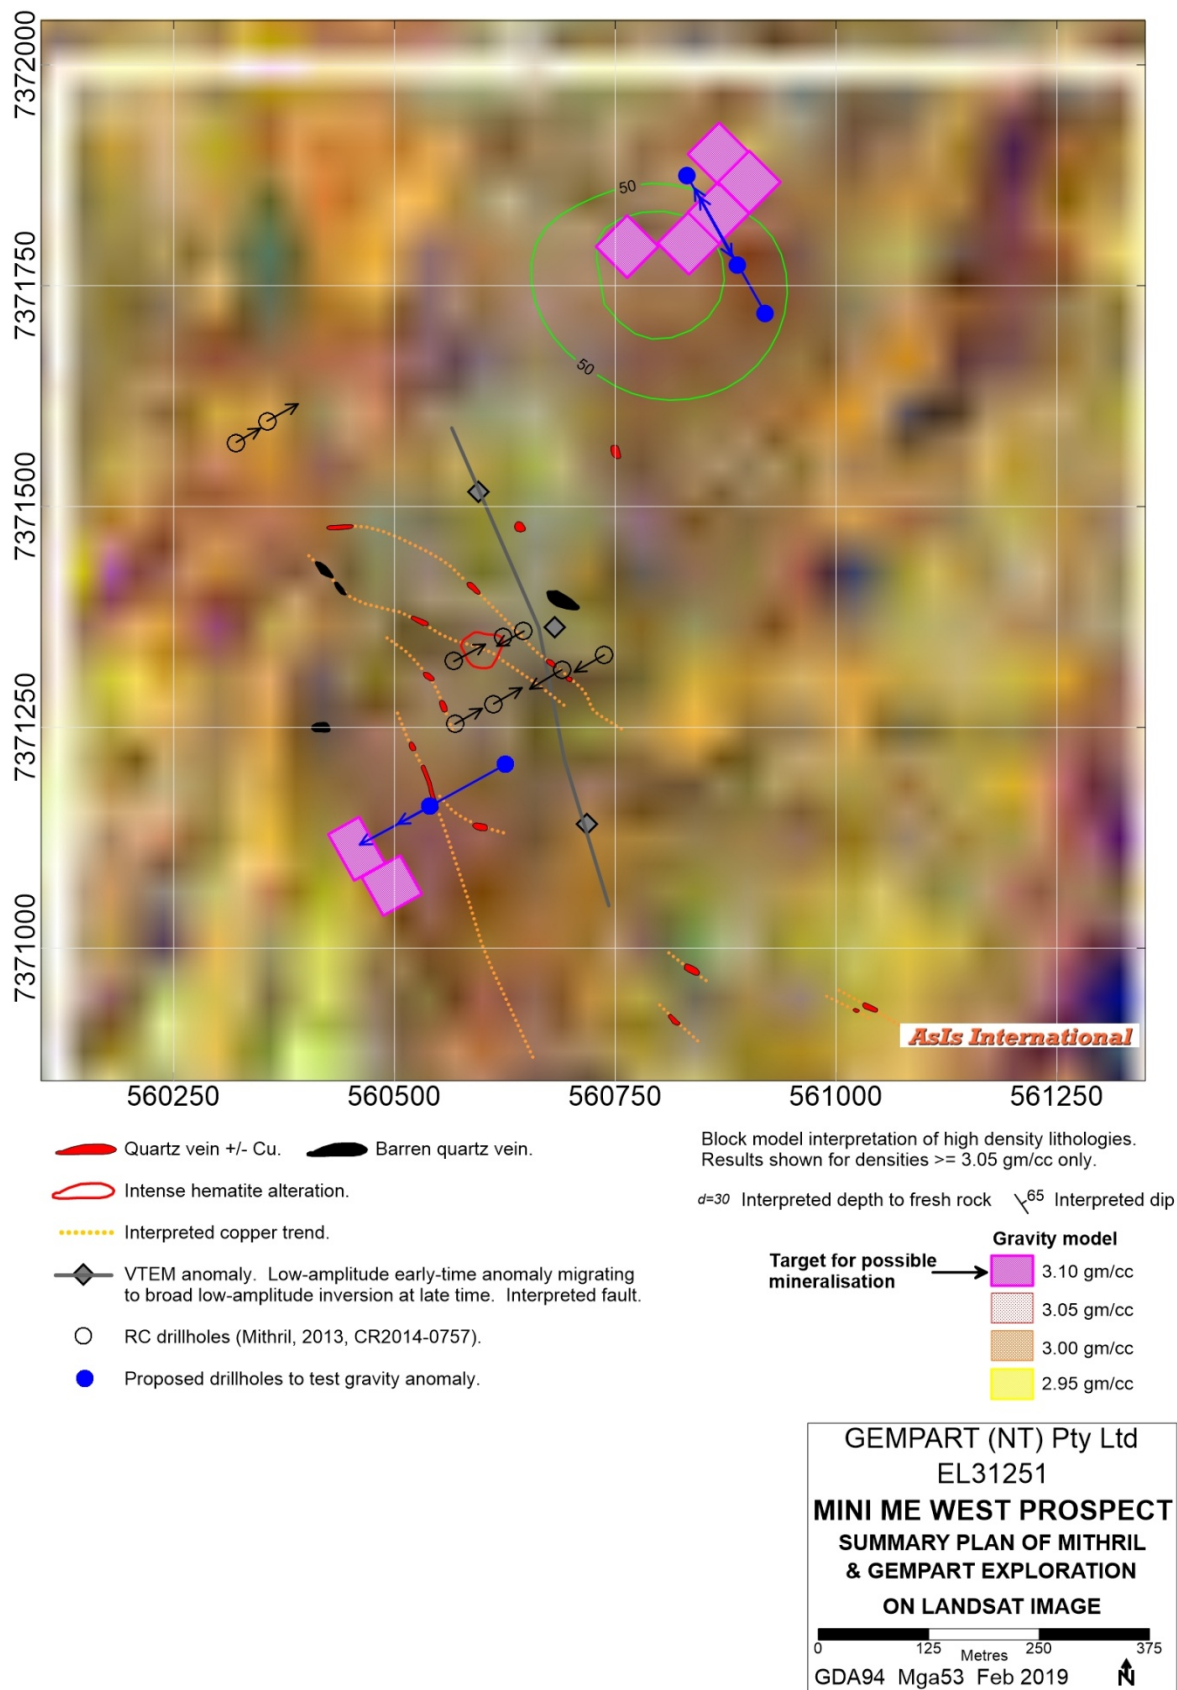 7372000
50
7371750
50
7371500
7371250
7371000
AsIs International
560250 560500 560750 561000 561250
Quartz vein +/- Cu. Barren quartz vein.
Intense hematite alteration.
Interpreted copper trend.
VTEM anomaly. Low-amplitude early-time anomaly migrating
to broad low-amplitude inversion at late time. Interpreted fault.
RC drillholes (Mithril, 2013, CR2014-0757).
Proposed drillholes to test gravity anomaly.
Block model interpretation of high density lithologies.
Results shown for densities >= 3.05 gm/cc only.
d=30 Interpreted depth to fresh rock 65 Interpreted dip
Gravity model
Target for possible
mineralisation
3.10 gm/cc
3.05 gm/cc
3.00 gm/cc
2.95 gm/cc
GEMPART (NT) Pty Ltd
EL31251
MINI ME WEST PROSPECT
SUMMARY PLAN OF MITHRIL
& GEMPART EXPLORATION
ON LANDSAT IMAGE
0 125 250 375
Metres
GDA94 Mga53 Feb 2019 N